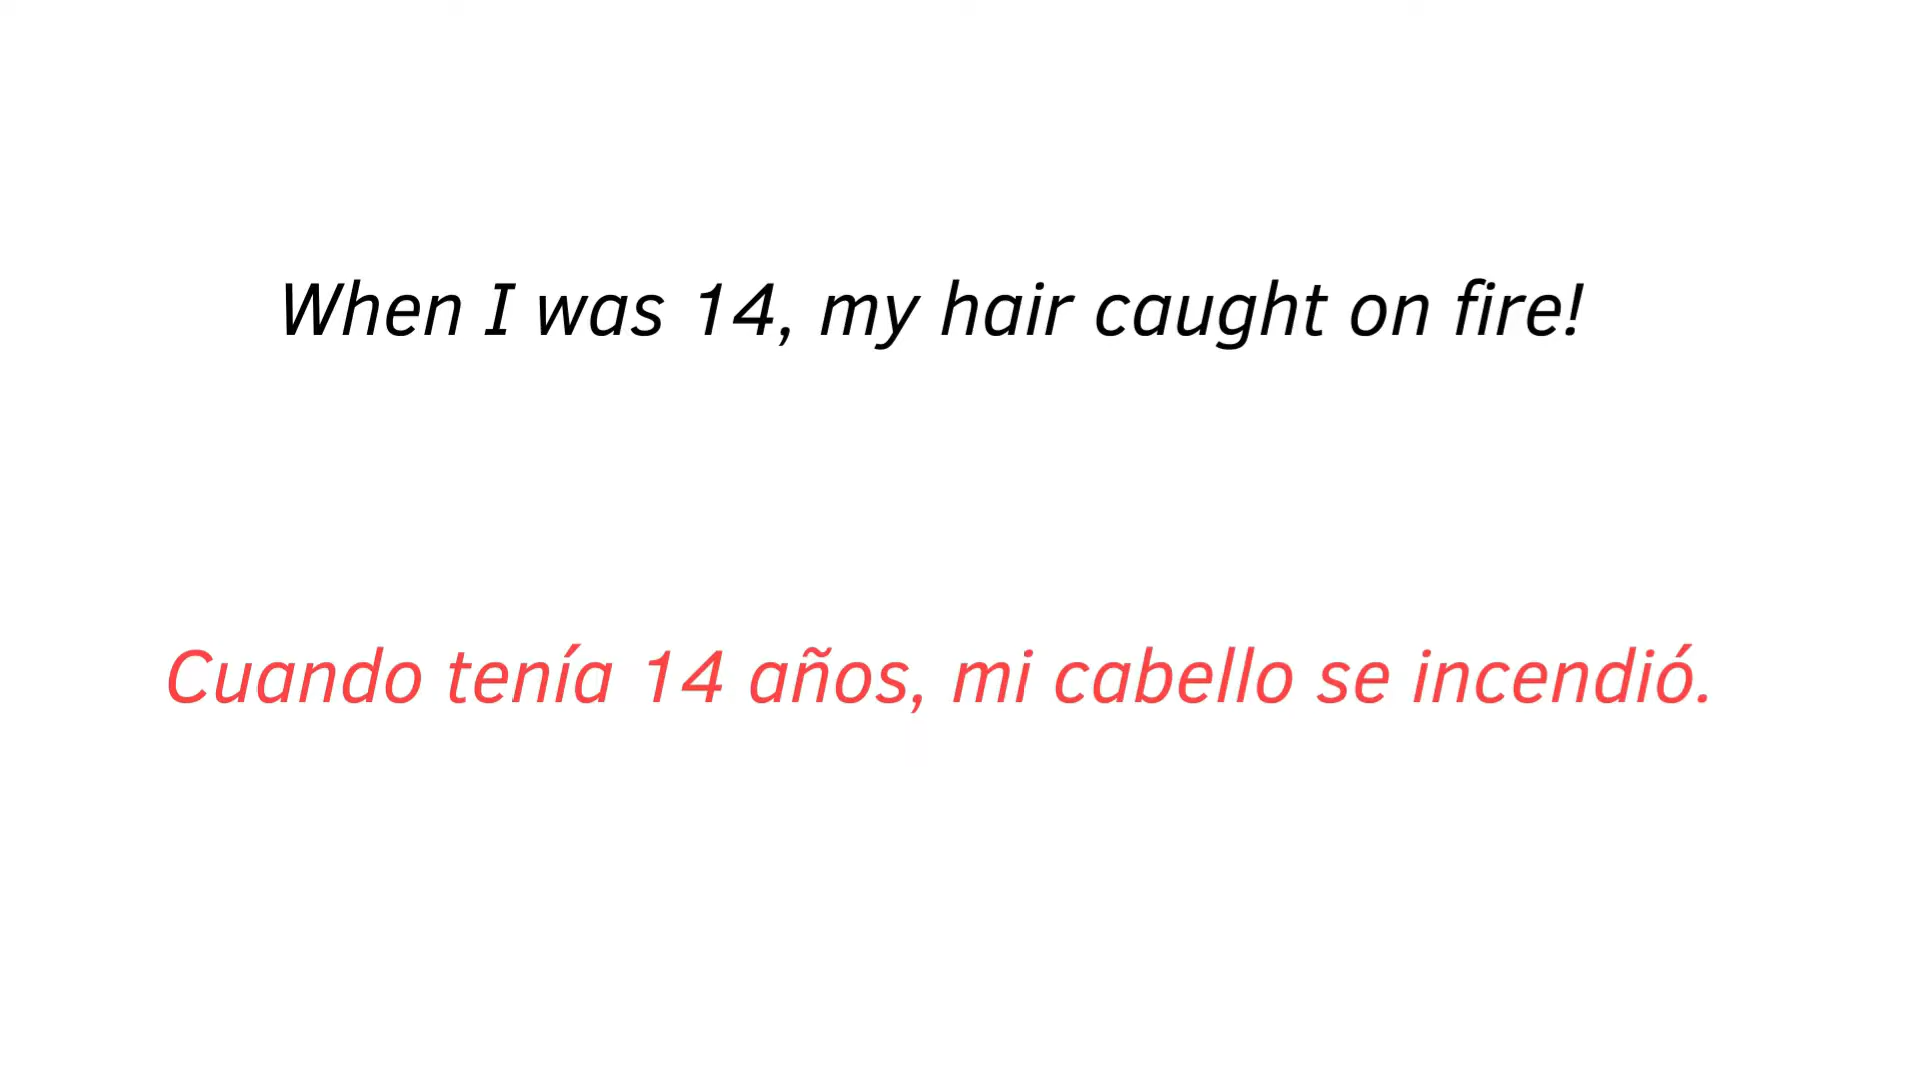 When I was 14, my hair caught on fire!
Cuando tenía 14 años, mi cabello se incendió.